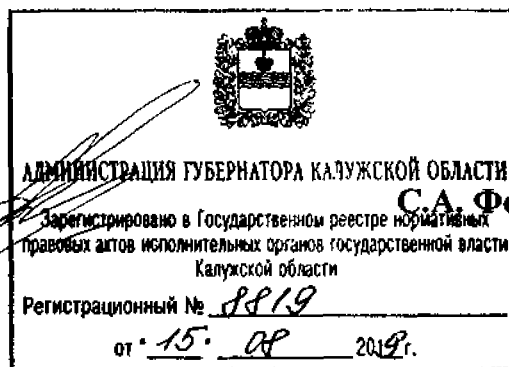 АДМИНИСТРАЦИЯ ГУБЕРНАТОРА КАЛУЖСКОЙ ОБЛАСТИ
С.А.
Зарегистрировано в Государственном реестре нормативных
правовых актов исполнительных органов государственной власти
Калужской области
Регистрационный № 8819
от "15" 08 2019 г.